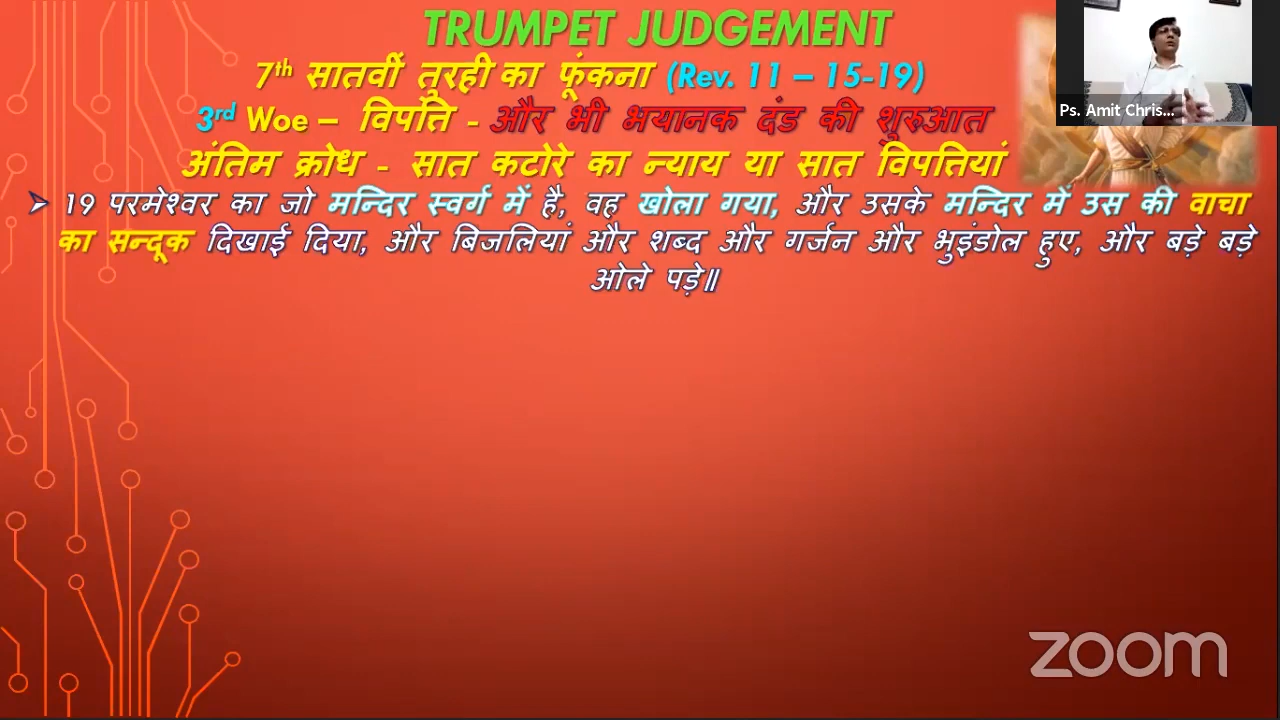 TRUMPET JUDGEMENT
7th सातवीं तुरही का फूंकना (Rev. 11 – 15-19)
3rd Woe – विपत्ति - और भी भयानक दंड की शुरुआत
अंतिम क्रोध - सात कटोरे का न्याय या सात विपत्तियां
➢ 19 परमेश्वर का जो मन्दिर स्वर्ग में है, वह खोला गया, और उसके मन्दिर में उस की वाचा
का सन्दूक दिखाई दिया, और बिजलियां और शब्द और गर्जन और भुइंडोल हुए, और बड़े बड़े
ओले पड़े॥
Ps. Amit Chris...
zoom